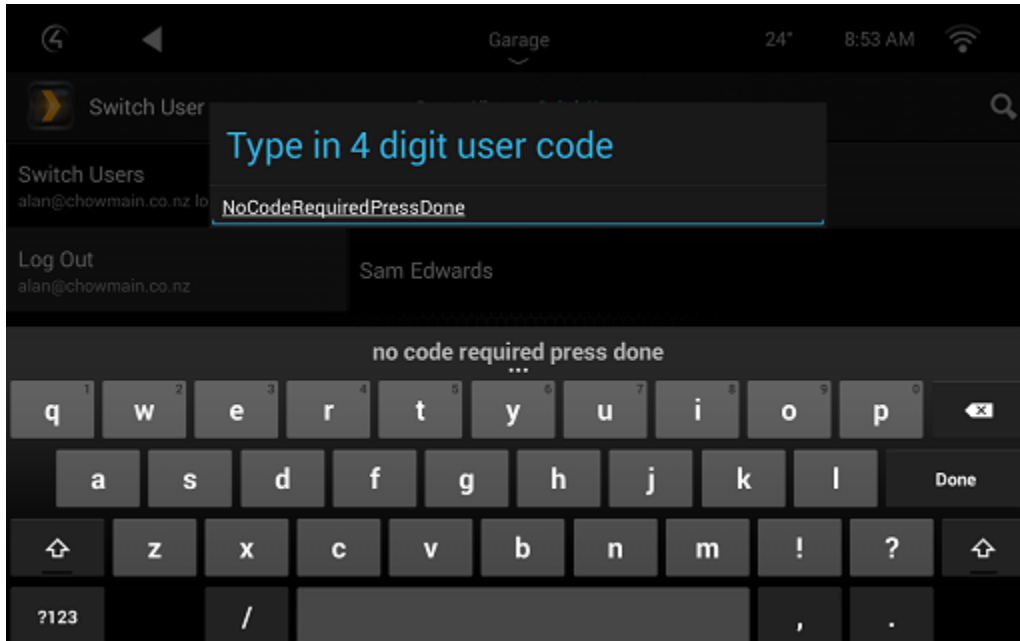 Garage 24° 8:53 AM
Switch User
Type in 4 digit user code
Switch Users
alan@chowmain.co.nz lo
NoCodeRequiredPressDone
Log Out
alan@chowmain.co.nz
Sam Edwards
no code required press done
q 1 w 2 e 3 r 4 t 5 y 6 u 7 i 8 o 9 p 0
a s d f g h j k l Done
z x c v b n m ! ?
?123 / , .